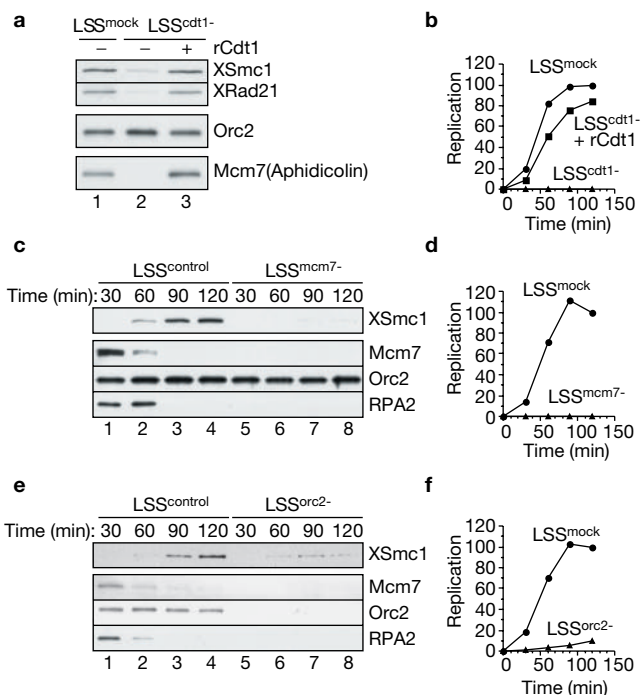 a
LSSmock LSScdt1-
– – + rCdt1
XSmc1
XRad21
Orc2
Mcm7(Aphidicolin)
1 2 3
b
Replication
120
100
80
60
40
20
0
LSSmock
LSScdt1-
+ rCdt1
LSScdt1-
0 50 100 150
Time (min)
c
LSScontrol LSSmcm7-
Time (min): 30 60 90 120 30 60 90 120
XSmc1
Mcm7
Orc2
RPA2
1 2 3 4 5 6 7 8
d
Replication
120
100
80
60
40
20
0
LSSmock
LSSmcm7-
0 50 100 150
Time (min)
e
LSScontrol LSSorc2-
Time (min): 30 60 90 120 30 60 90 120
XSmc1
Mcm7
Orc2
RPA2
1 2 3 4 5 6 7 8
f
Replication
120
100
80
60
40
20
0
LSSmock
LSSorc2-
0 50 100 150
Time (min)